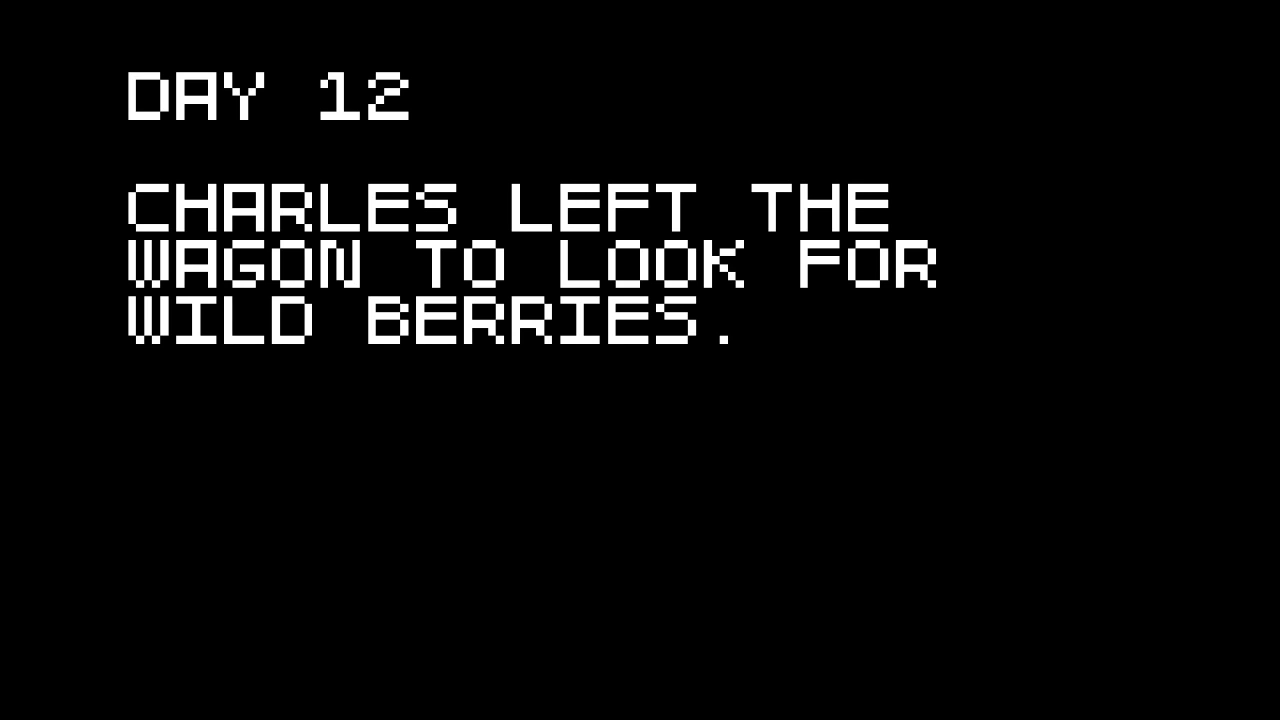 DAY 12
CHARLES LEFT THE
WAGON TO LOOK FOR
WILD BERRIES.